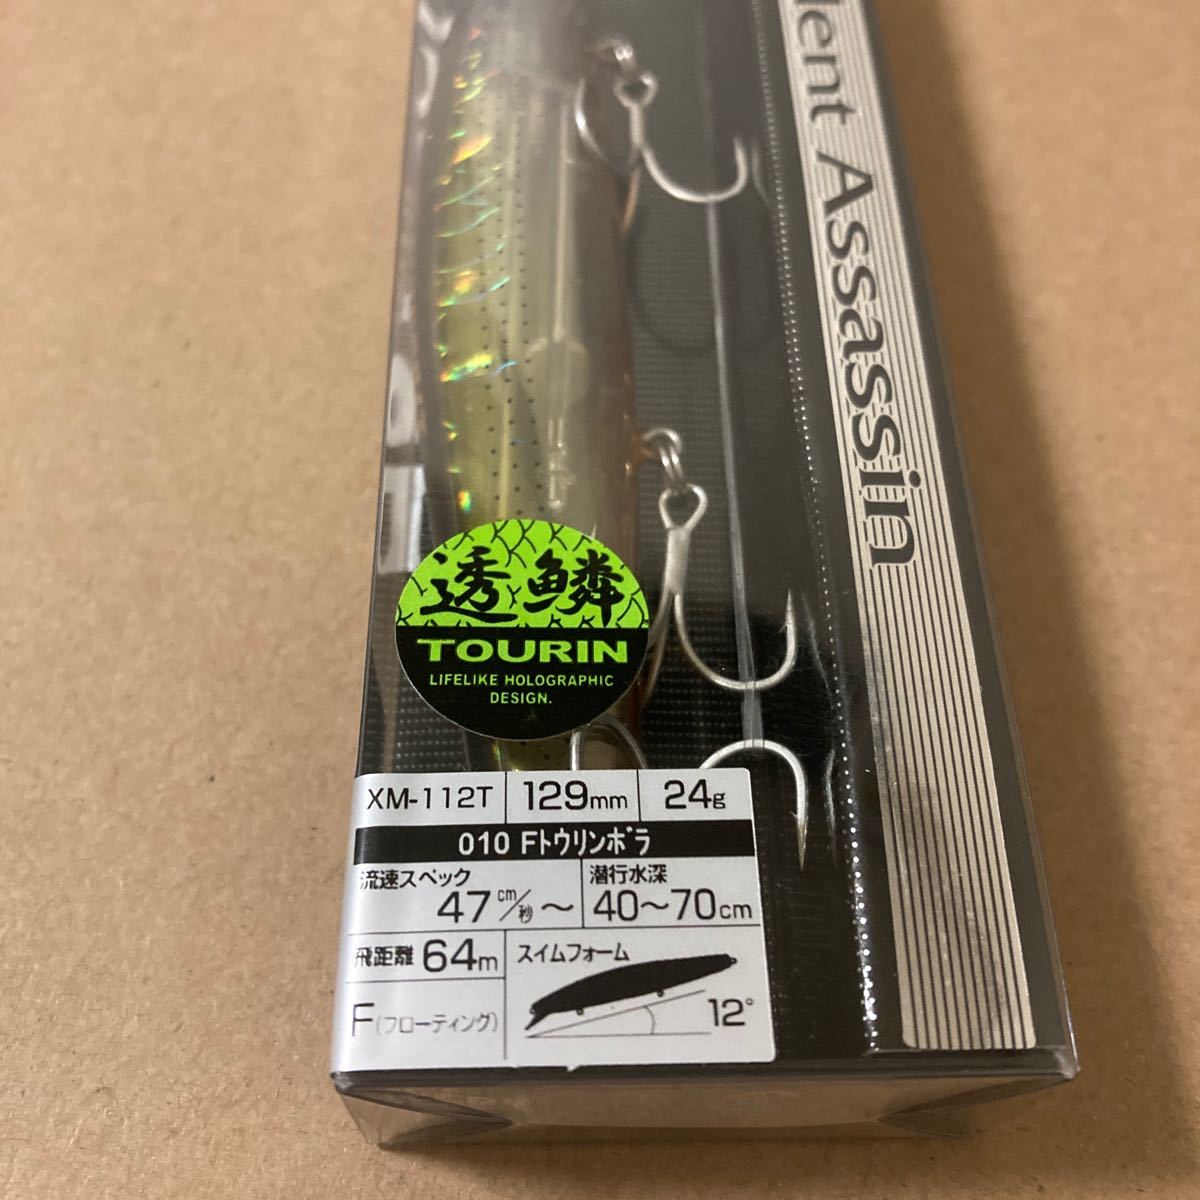 lent Assassin
透鱗
TOURIN
LIFELIKE HOLOGRAPHIC
DESIGN.
XM-112T 129mm 24g
010 Fトウリンボラ
流速スペック 潜行水深
47cm/秒〜 40〜70cm
飛距離 64m スイムフォーム
12°
F(フローティング)